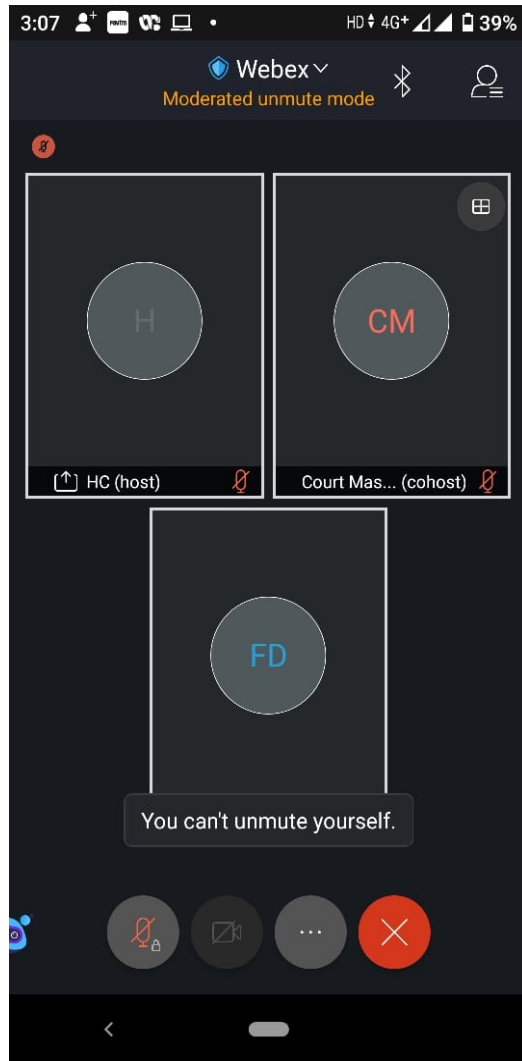 3:07 Paytm HD 4G+ 39%
Webex
Moderated unmute mode
H
CM
HC (host)
Court Mas... (cohost)
FD
You can't unmute yourself.